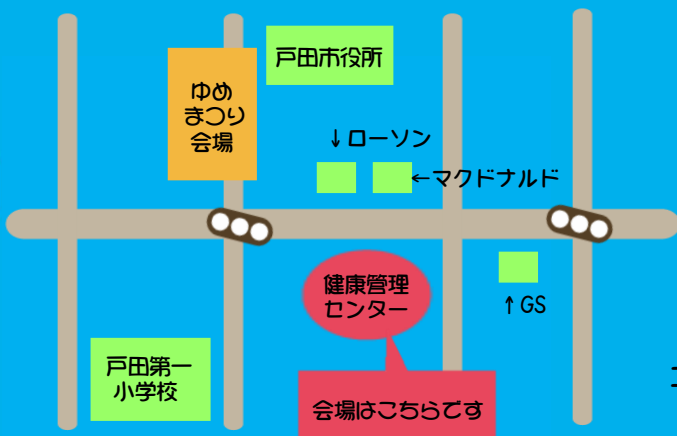 戸田市役所
ゆめ
まつり
会場
↓ローソン
←マクドナルド
健康管理
センター
↑GS
戸田第一
小学校
会場はこちらです